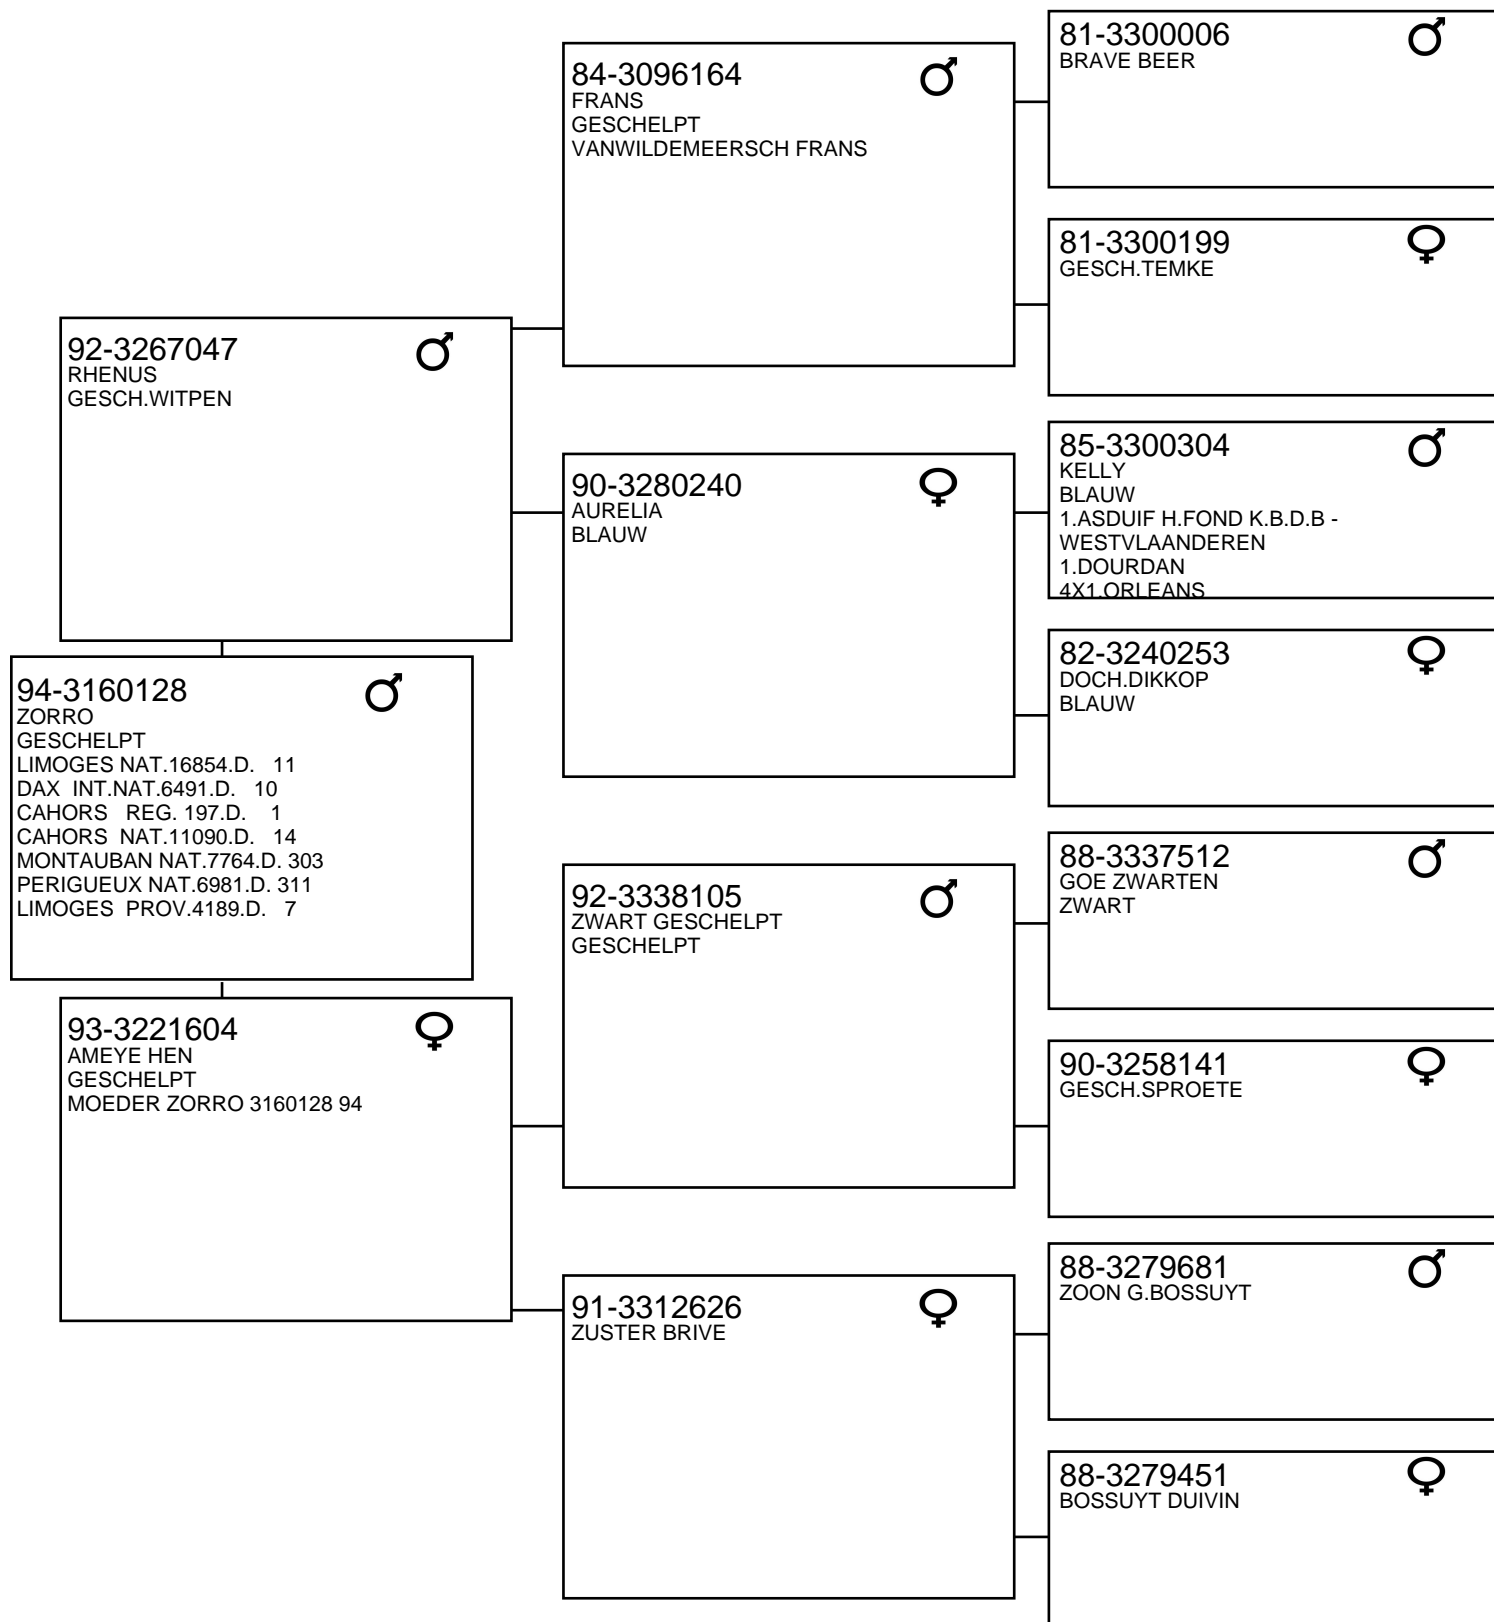 81-3300006
BRAVE BEER
84-3096164
FRANS
GESCHELPT
VANWILDEMEERSCH FRANS
81-3300199
GESCH.TEMKE
92-3267047
RHENUS
GESCH.WITPEN
85-3300304
KELLY
BLAUW
1.ASDUIF H.FOND K.B.D.B -
WESTVLAANDEREN
1.DOURDAN
4X1.ORLEANS
90-3280240
AURELIA
BLAUW
82-3240253
DOCH.DIKKOP
BLAUW
94-3160128
ZORRO
GESCHELPT
LIMOGES NAT.16854.D.   11
DAX  INT.NAT.6491.D.   10
CAHORS   REG. 197.D.    1
CAHORS  NAT.11090.D.   14
MONTAUBAN NAT.7764.D. 303
PERIGUEUX NAT.6981.D. 311
LIMOGES  PROV.4189.D.   7
88-3337512
GOE ZWARTEN
ZWART
92-3338105
ZWART GESCHELPT
GESCHELPT
93-3221604
AMEYE HEN
GESCHELPT
MOEDER ZORRO 3160128 94
90-3258141
GESCH.SPROETE
88-3279681
ZOON G.BOSSUYT
91-3312626
ZUSTER BRIVE
88-3279451
BOSSUYT DUIVIN